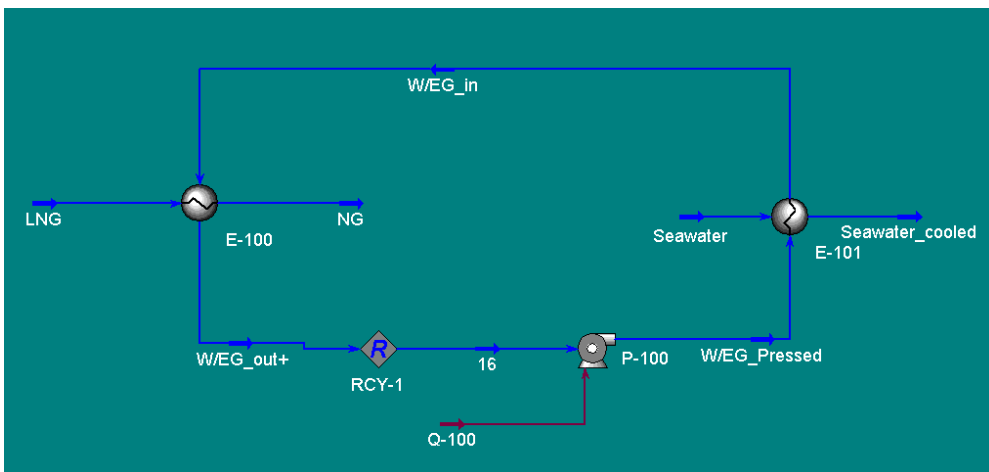 W/EG_in
LNG
E-100
NG
Seawater
Seawater_cooled
E-101
W/EG_out+
R
RCY-1
16
P-100
W/EG_Pressed
Q-100